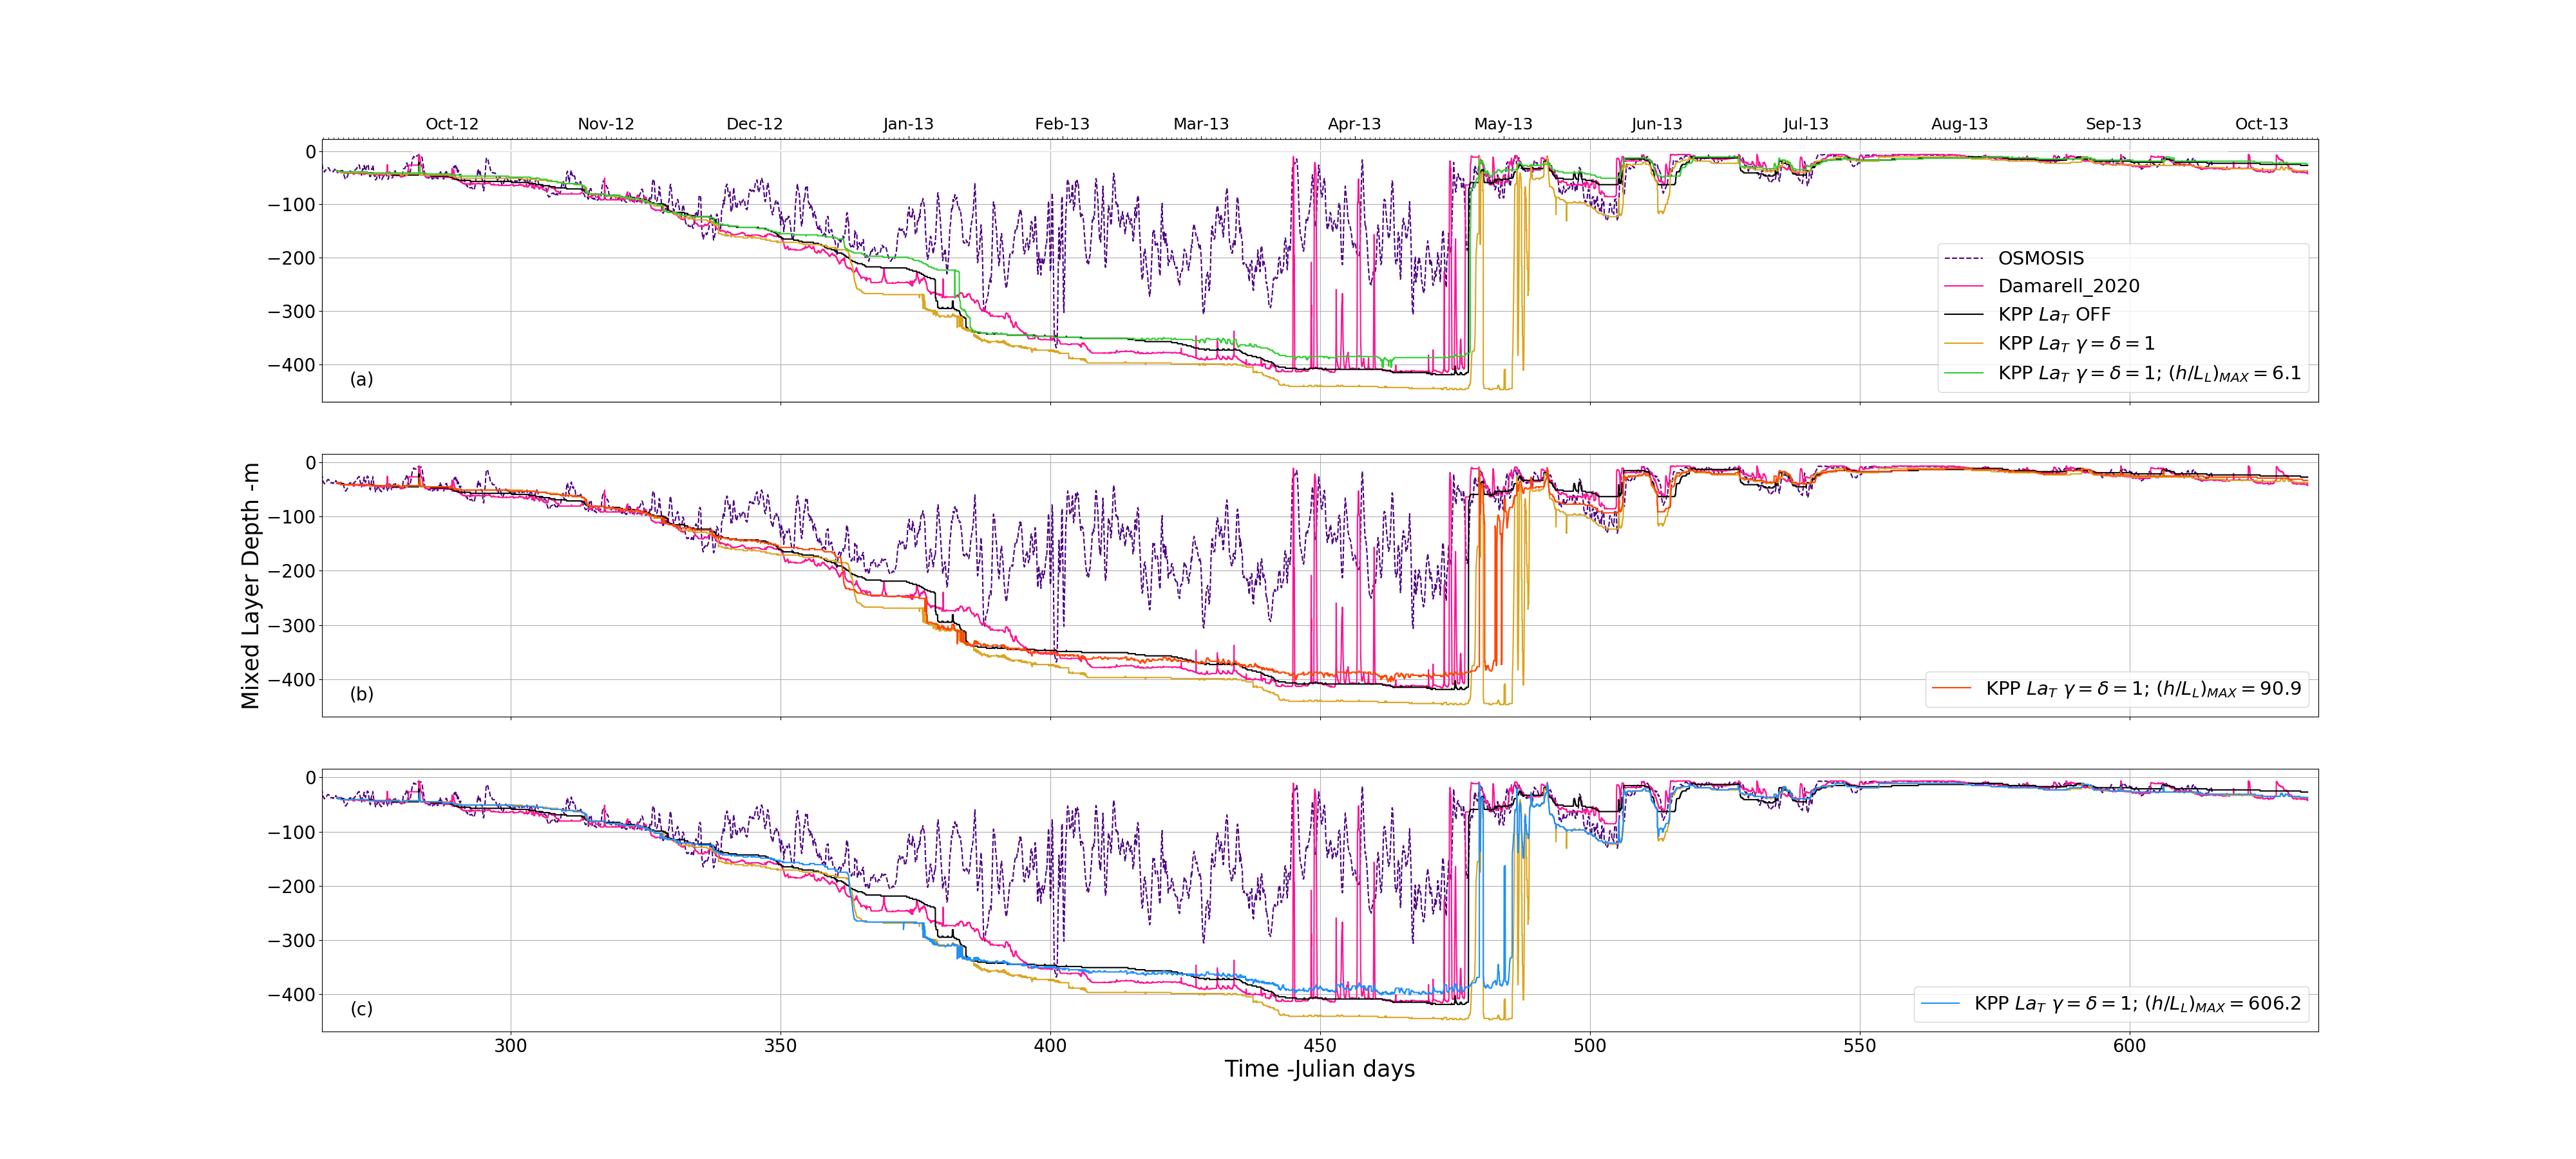 Oct-12 Nov-12 Dec-12 Jan-13 Feb-13 Mar-13 Apr-13 May-13 Jun-13 Jul-13 Aug-13 Sep-13 Oct-13
0
−100
−200
−300
−400
(a)
OSMOSIS
Damarell_2020
KPP La_T OFF
KPP La_T γ = δ = 1
KPP La_T γ = δ = 1; (h/L_L)_MAX = 6.1
Mixed Layer Depth -m
0
−100
−200
−300
−400
(b)
KPP La_T γ = δ = 1; (h/L_L)_MAX = 90.9
0
−100
−200
−300
−400
(c)
KPP La_T γ = δ = 1; (h/L_L)_MAX = 606.2
300 350 400 450 500 550 600
Time -Julian days